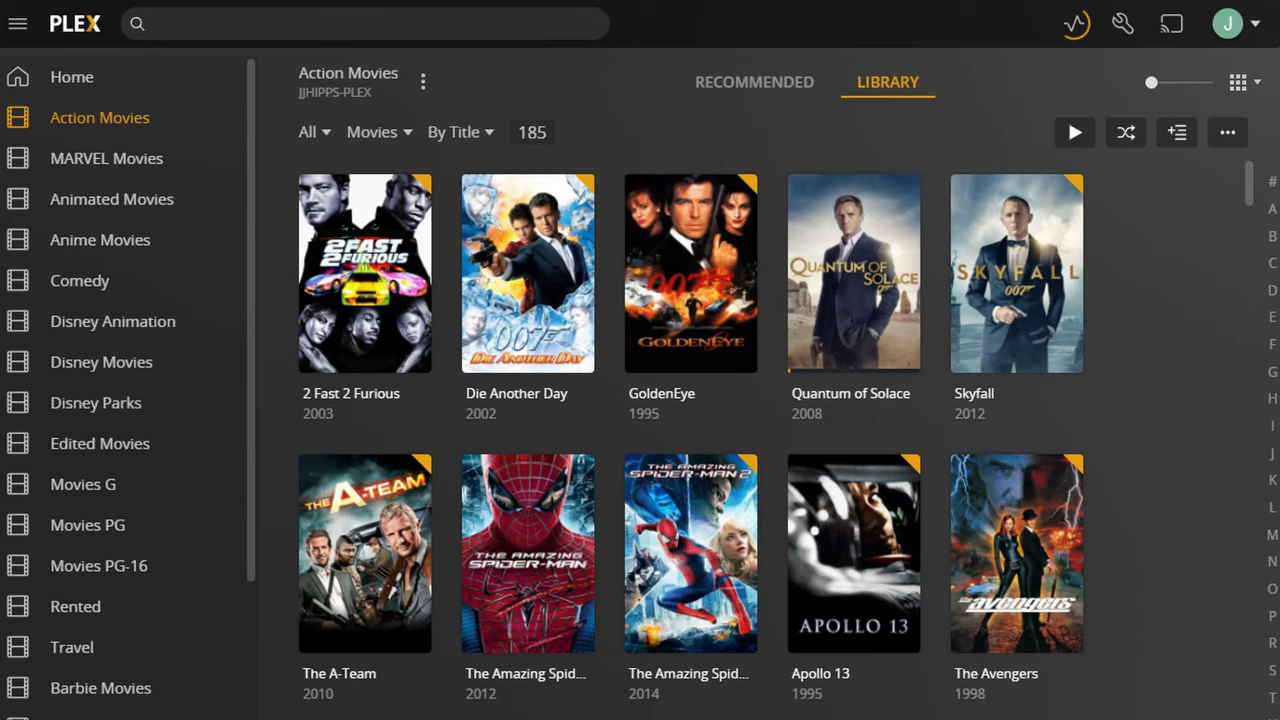 PLEX
J
Home
Action Movies
MARVEL Movies
Animated Movies
Anime Movies
Comedy
Disney Animation
Disney Movies
Disney Parks
Edited Movies
Movies G
Movies PG
Movies PG-16
Rented
Travel
Barbie Movies
Action Movies
JJHIPPS-PLEX
RECOMMENDED
LIBRARY
All
Movies
By Title
185
2 FAST
2 FURIOUS
007
DIE ANOTHER DAY
007
GOLDENEYE
QUANTUM OF
SOLACE
007
SKYFALL
007
2 Fast 2 Furious
2003
Die Another Day
2002
GoldenEye
1995
Quantum of Solace
2008
Skyfall
2012
THE A-TEAM
THE AMAZING
SPIDER-MAN
THE AMAZING
SPIDER-MAN 2
APOLLO 13
the avengers
The A-Team
2010
The Amazing Spid...
2012
The Amazing Spid...
2014
Apollo 13
1995
The Avengers
1998
#
A
B
C
D
E
F
G
H
I
J
K
L
M
N
O
P
R
S
T